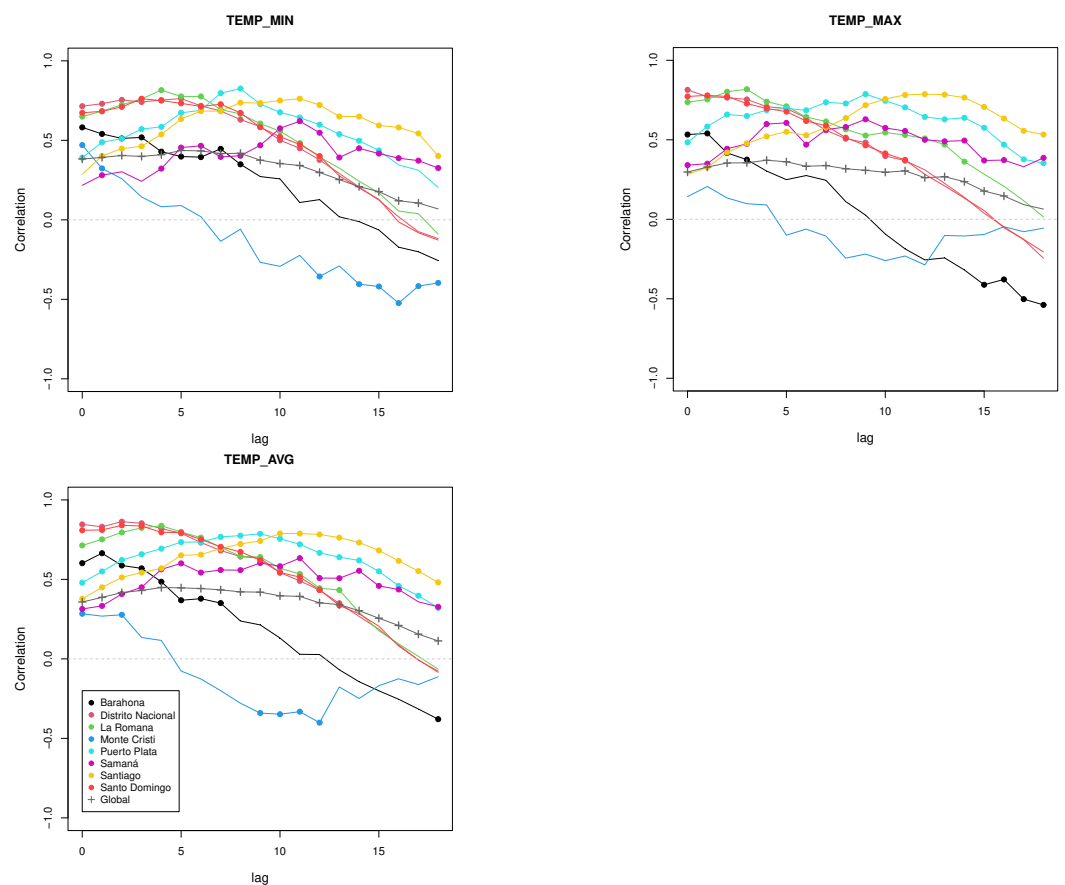 TEMP_MIN
1.0
0.5
0.0
−0.5
−1.0
Correlation
0 5 10 15
lag
TEMP_MAX
1.0
0.5
0.0
−0.5
−1.0
Correlation
0 5 10 15
lag
TEMP_AVG
1.0
0.5
0.0
−0.5
−1.0
Correlation
Barahona
Distrito Nacional
La Romana
Monte Cristi
Puerto Plata
Samaná
Santiago
Santo Domingo
Global
0 5 10 15
lag